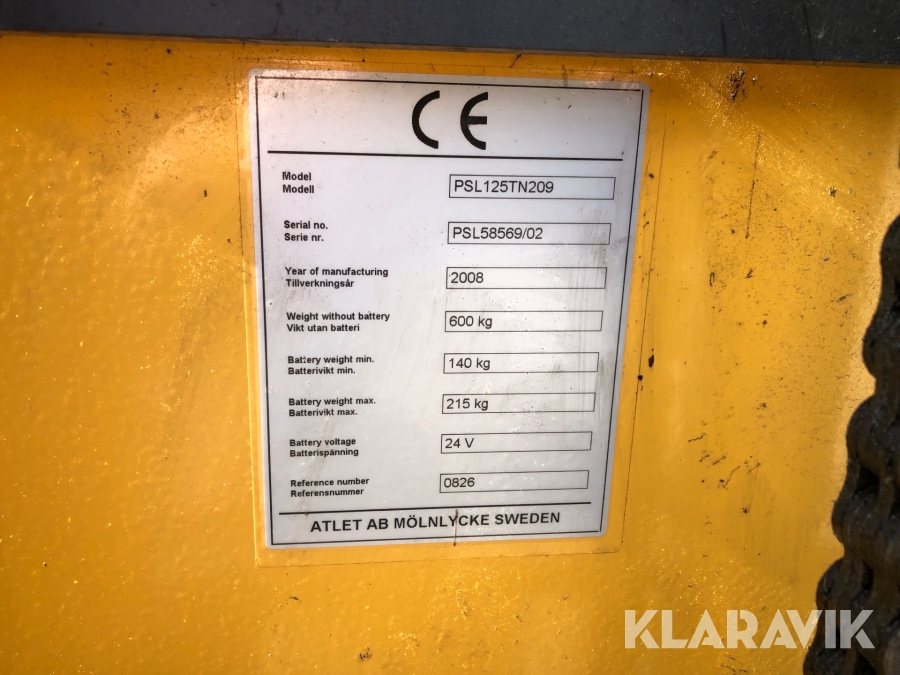 CE
Model
Modell
PSL125TN209
Serial no.
Serie nr.
PSL58569/02
Year of manufacturing
Tillverkningsår
2008
Weight without battery
Vikt utan batteri
600 kg
Battery weight min.
Batterivikt min.
140 kg
Battery weight max.
Batterivikt max.
215 kg
Battery voltage
Batterispänning
24 V
Reference number
Referensnummer
0826
ATLET AB MÖLNLYCKE SWEDEN
KLARAVIK